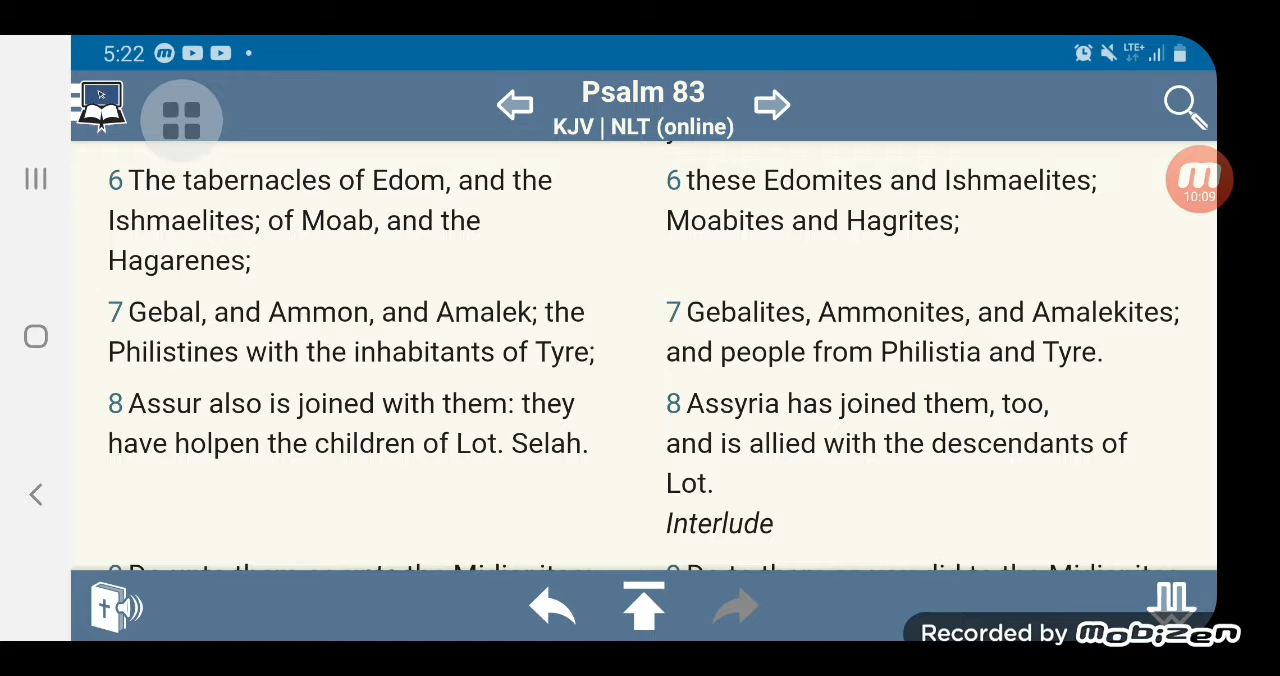 5:22
LTE+
Psalm 83
KJV | NLT (online)
10:09
6 The tabernacles of Edom, and the
Ishmaelites; of Moab, and the
Hagarenes;
7 Gebal, and Ammon, and Amalek; the
Philistines with the inhabitants of Tyre;
8 Assur also is joined with them: they
have holpen the children of Lot. Selah.
6 these Edomites and Ishmaelites;
Moabites and Hagrites;
7 Gebalites, Ammonites, and Amalekites;
and people from Philistia and Tyre.
8 Assyria has joined them, too,
and is allied with the descendants of
Lot.
Interlude
Recorded by Mobizen